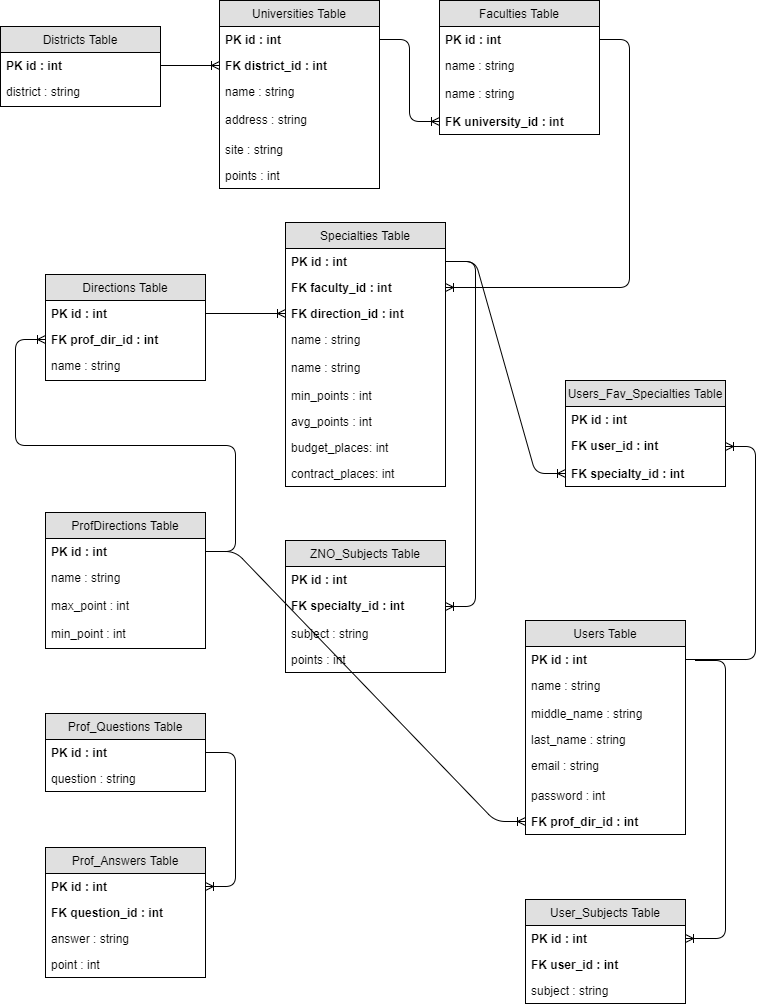 Districts Table
PK id : int
district : string
Universities Table
PK id : int
FK district_id : int
name : string
address : string
site : string
points : int
Faculties Table
PK id : int
name : string
name : string
FK university_id : int
Specialties Table
PK id : int
FK faculty_id : int
FK direction_id : int
name : string
name : string
min_points : int
avg_points : int
budget_places: int
contract_places: int
Directions Table
PK id : int
FK prof_dir_id : int
name : string
Users_Fav_Specialties Table
PK id : int
FK user_id : int
FK specialty_id : int
ProfDirections Table
PK id : int
name : string
max_point : int
min_point : int
ZNO_Subjects Table
PK id : int
FK specialty_id : int
subject : string
points : int
Users Table
PK id : int
name : string
middle_name : string
last_name : string
email : string
password : int
FK prof_dir_id : int
Prof_Questions Table
PK id : int
question : string
Prof_Answers Table
PK id : int
FK question_id : int
answer : string
point : int
User_Subjects Table
PK id : int
FK user_id : int
subject : string